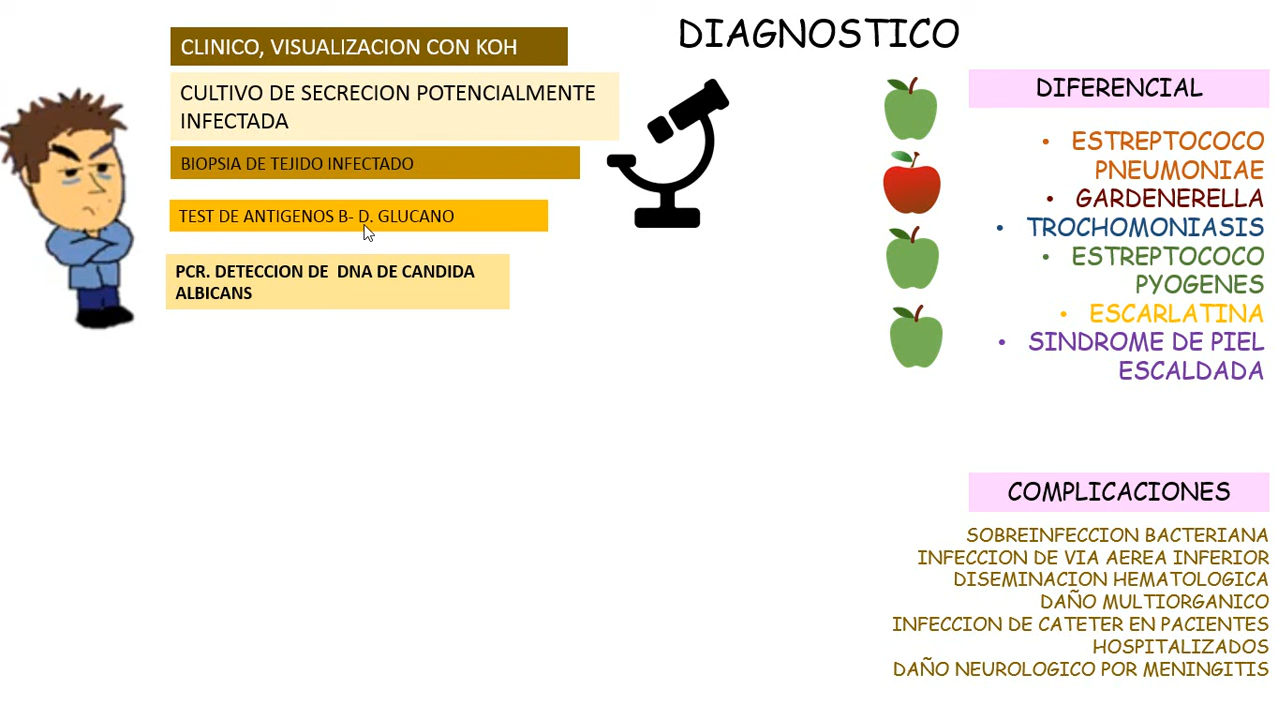 DIAGNOSTICO
CLINICO, VISUALIZACION CON KOH
CULTIVO DE SECRECION POTENCIALMENTE
INFECTADA
BIOPSIA DE TEJIDO INFECTADO
TEST DE ANTIGENOS B- D. GLUCANO
PCR. DETECCION DE DNA DE CANDIDA
ALBICANS
DIFERENCIAL
• ESTREPTOCOCO
PNEUMONIAE
• GARDENERELLA
• TROCHOMONIASIS
• ESTREPTOCOCO
PYOGENES
• ESCARLATINA
• SINDROME DE PIEL
ESCALDADA
COMPLICACIONES
SOBREINFECCION BACTERIANA
INFECCION DE VIA AEREA INFERIOR
DISEMINACION HEMATOLOGICA
DAÑO MULTIORGANICO
INFECCION DE CATETER EN PACIENTES
HOSPITALIZADOS
DAÑO NEUROLOGICO POR MENINGITIS